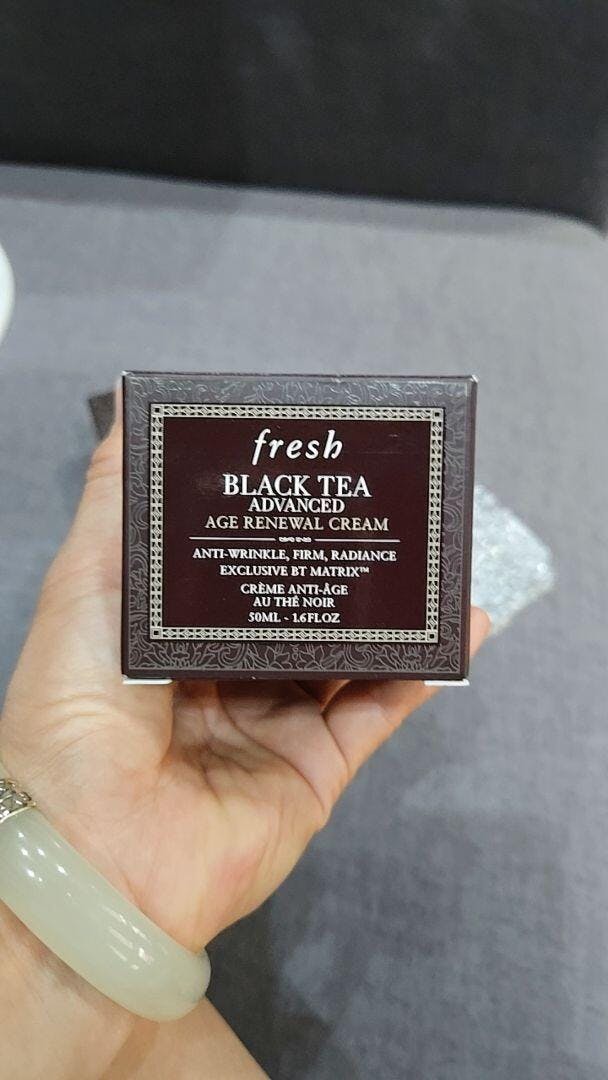 fresh
BLACK TEA
ADVANCED
AGE RENEWAL CREAM
ANTI-WRINKLE, FIRM, RADIANCE
EXCLUSIVE BT MATRIX™
CRÈME ANTI-ÂGE
AU THÉ NOIR
50ML - 1.6FLOZ